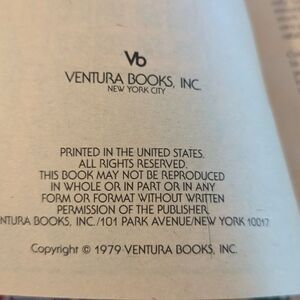 Vb
VENTURA BOOKS, INC.
NEW YORK CITY
PRINTED IN THE UNITED STATES.
ALL RIGHTS RESERVED.
THIS BOOK MAY NOT BE REPRODUCED
IN WHOLE OR IN PART OR IN ANY
FORM OR FORMAT WITHOUT WRITTEN
PERMISSION OF THE PUBLISHER.
NTURA BOOKS, INC./101 PARK AVENUE/NEW YORK 10017
Copyright © 1979 VENTURA BOOKS, INC.